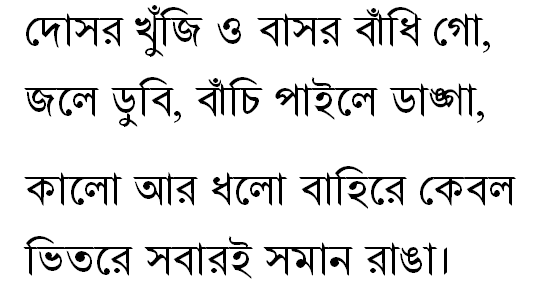 দোসর খুঁজি ও বাসর বাঁধি গো,
জলে ডুবি, বাঁচি পাইলে ডাঙ্গা,
কালো আর ধলো বাহিরে কেবল
ভিতরে সবারই সমান রাঙা।